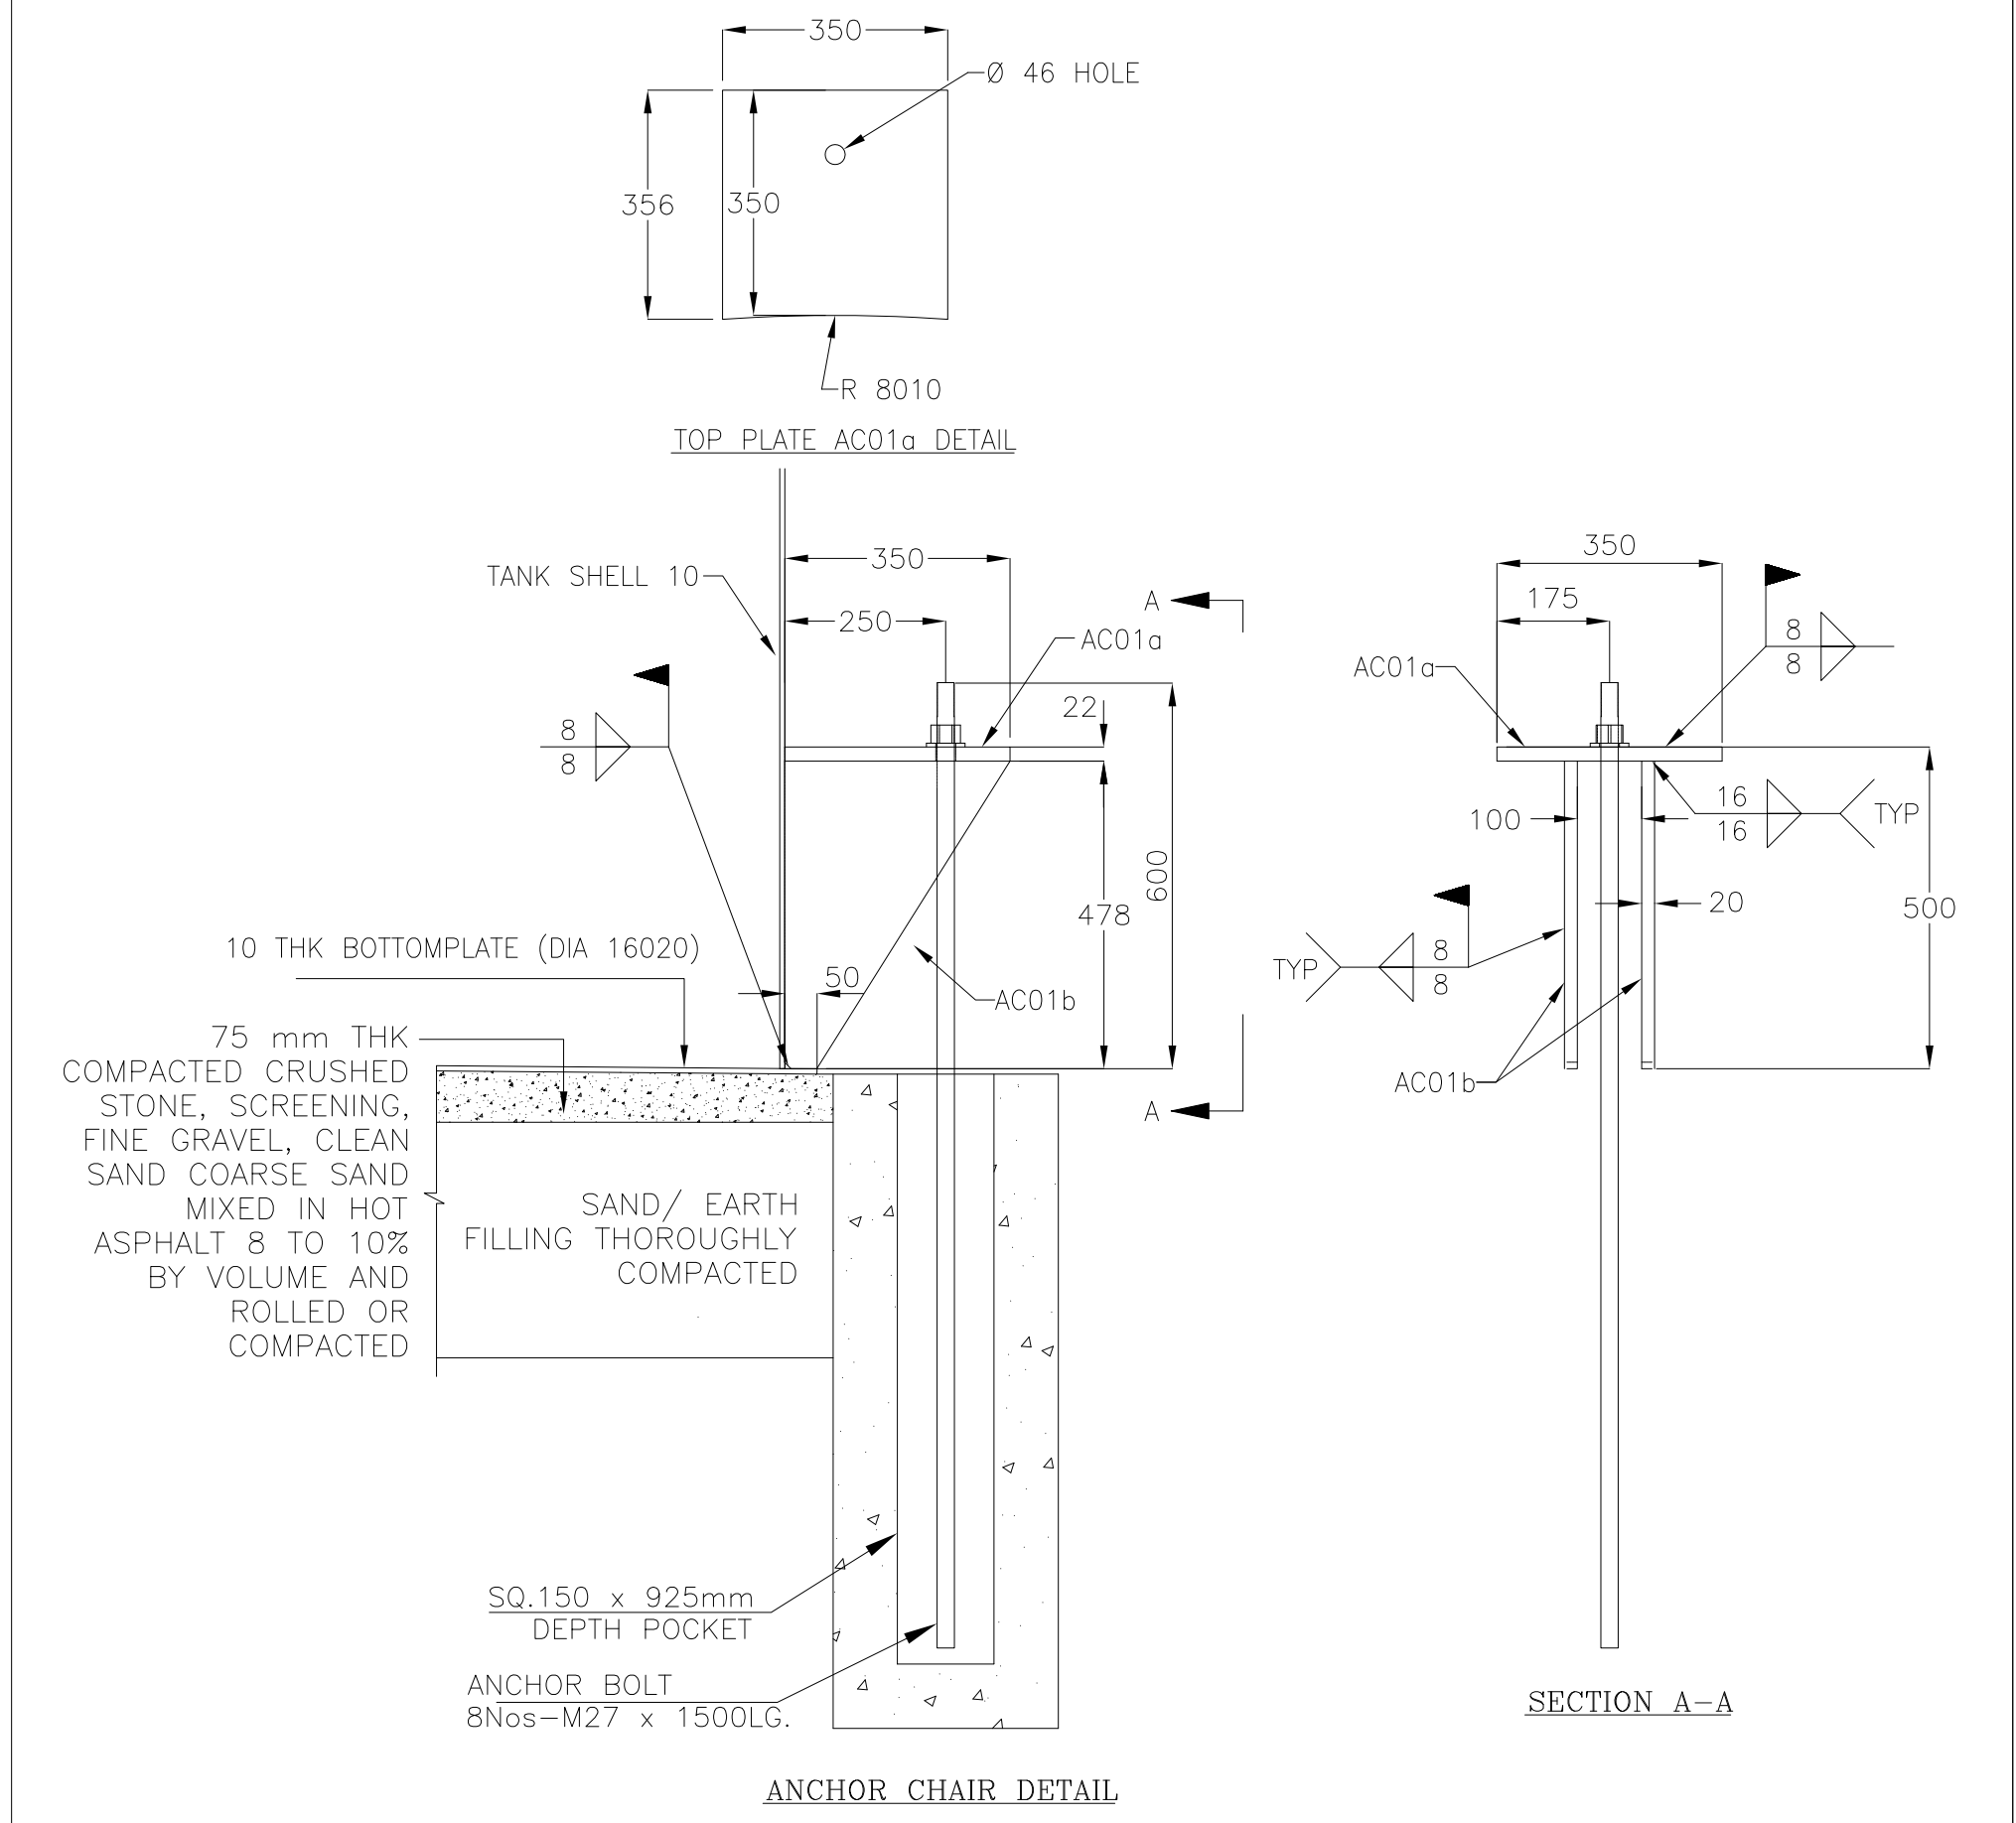 350
Ø 46 HOLE
356
350
R 8010
TOP PLATE AC01a DETAIL
TANK SHELL 10
350
250
A
AC01a
22
8
8
600
478
10 THK BOTTOMPLATE (DIA 16020)
50
AC01b
75 mm THK
COMPACTED CRUSHED
STONE, SCREENING,
FINE GRAVEL, CLEAN
SAND COARSE SAND
MIXED IN HOT
ASPHALT 8 TO 10%
BY VOLUME AND
ROLLED OR
COMPACTED
A
SAND/ EARTH
FILLING THOROUGHLY
COMPACTED
SQ.150 x 925mm
DEPTH POCKET
ANCHOR BOLT
8Nos-M27 x 1500LG.
ANCHOR CHAIR DETAIL
350
175
8
8
AC01a
100
16
16
TYP
20
500
TYP
8
8
AC01b
SECTION A-A